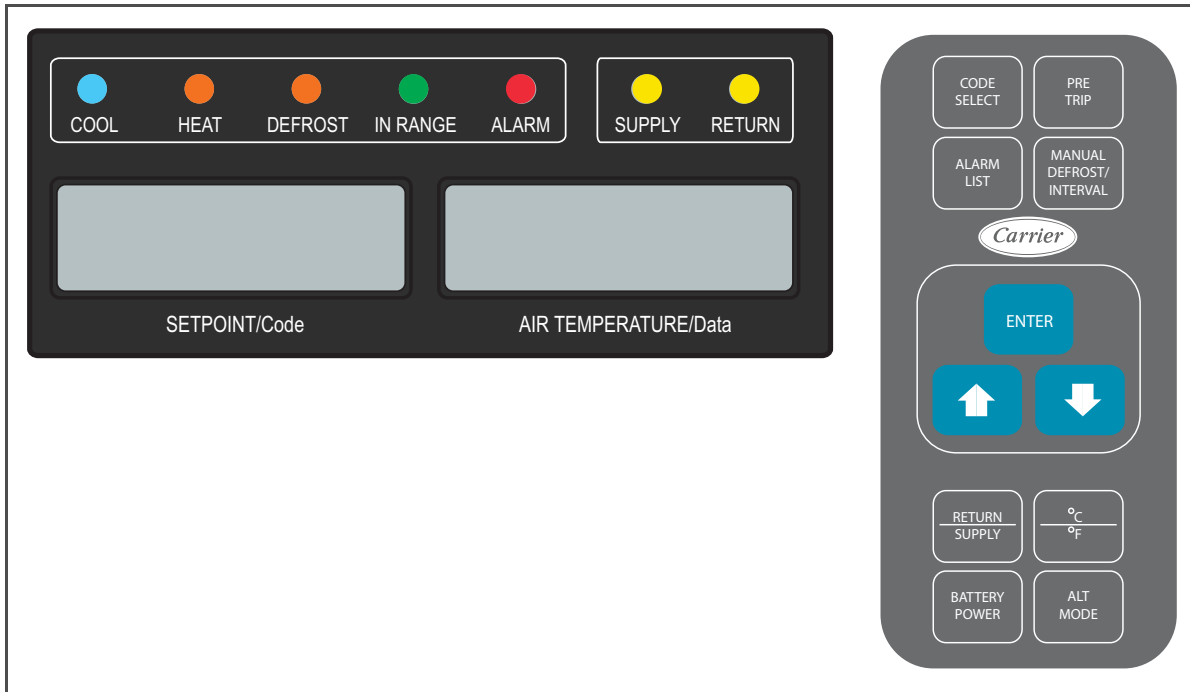 COOL HEAT DEFROST IN RANGE ALARM SUPPLY RETURN
SETPOINT/Code AIR TEMPERATURE/Data
CODE
SELECT
PRE
TRIP
ALARM
LIST
MANUAL
DEFROST/
INTERVAL
Carrier
ENTER
RETURN
SUPPLY
°C
°F
BATTERY
POWER
ALT
MODE